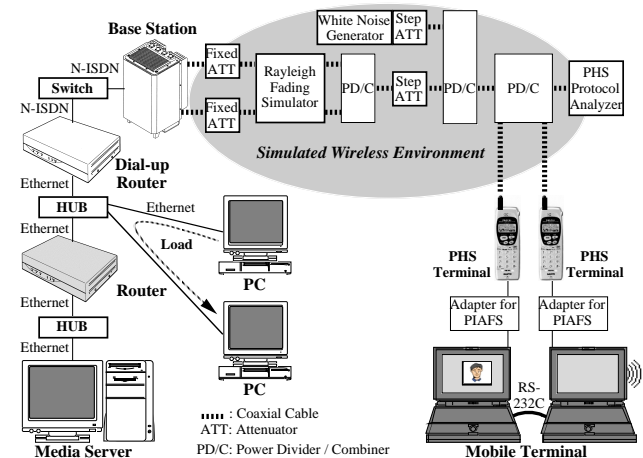 Base Station
White Noise
Generator
Step
ATT
N-ISDN
Switch
N-ISDN
Fixed
ATT
Fixed
ATT
Rayleigh
Fading
Simulator
PD/C
Step
ATT
PD/C
PD/C
PHS
Protocol
Analyzer
Simulated Wireless Environment
Dial-up
Router
Ethernet
HUB
Ethernet
Ethernet
Load
PC
Router
Ethernet
HUB
Ethernet
PC
PHS
Terminal
PHS
Terminal
Adapter for
PIAFS
Adapter for
PIAFS
RS-
232C
: Coaxial Cable
ATT: Attenuator
PD/C: Power Divider / Combiner
Media Server
Mobile Terminal